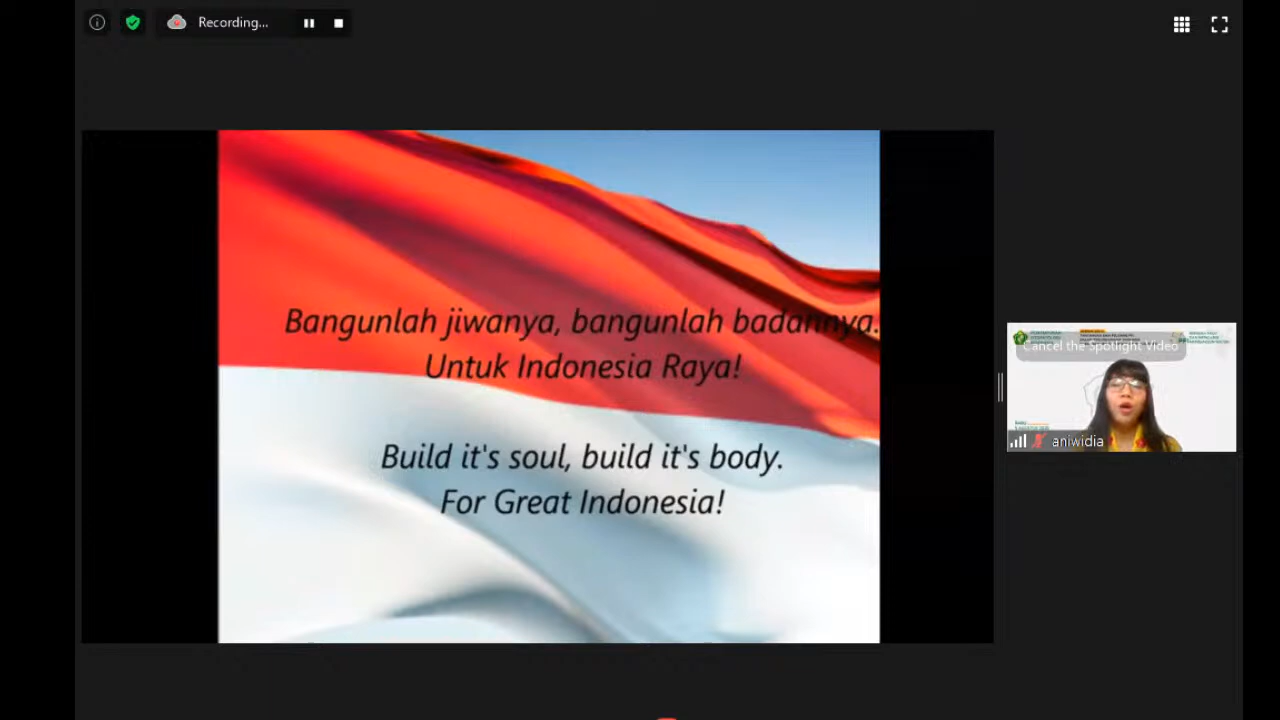 Recording...
Bangunlah jiwanya, bangunlah badannya.
Untuk Indonesia Raya!
Build it's soul, build it's body.
For Great Indonesia!
Cancel the Spotlight Video
aniwidia